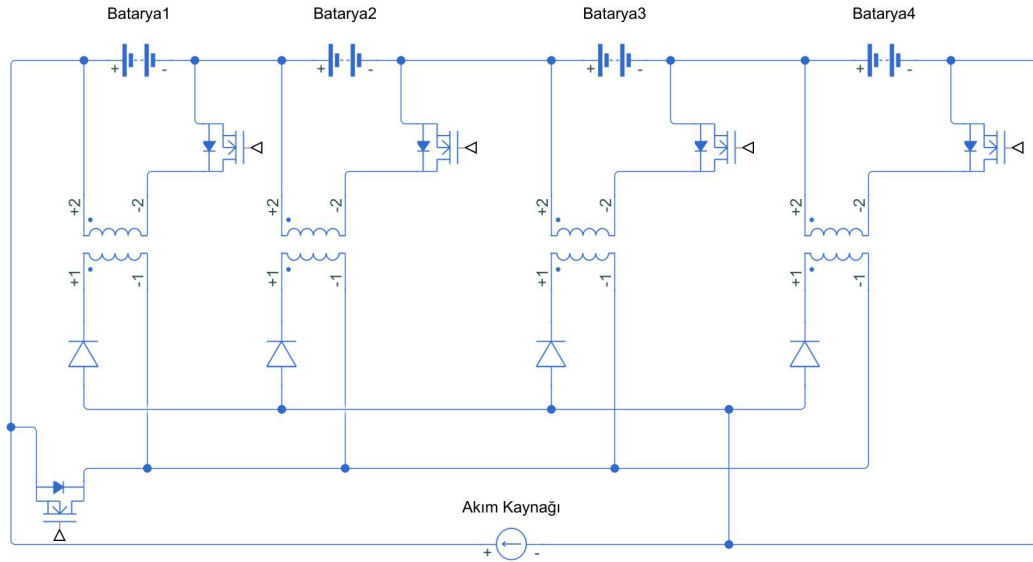 Batarya1 Batarya2 Batarya3 Batarya4
+ - + - + - + -
+2 -2 +2 -2 +2 -2 +2 -2
+1 -1 +1 -1 +1 -1 +1 -1
Akım Kaynağı
+ -